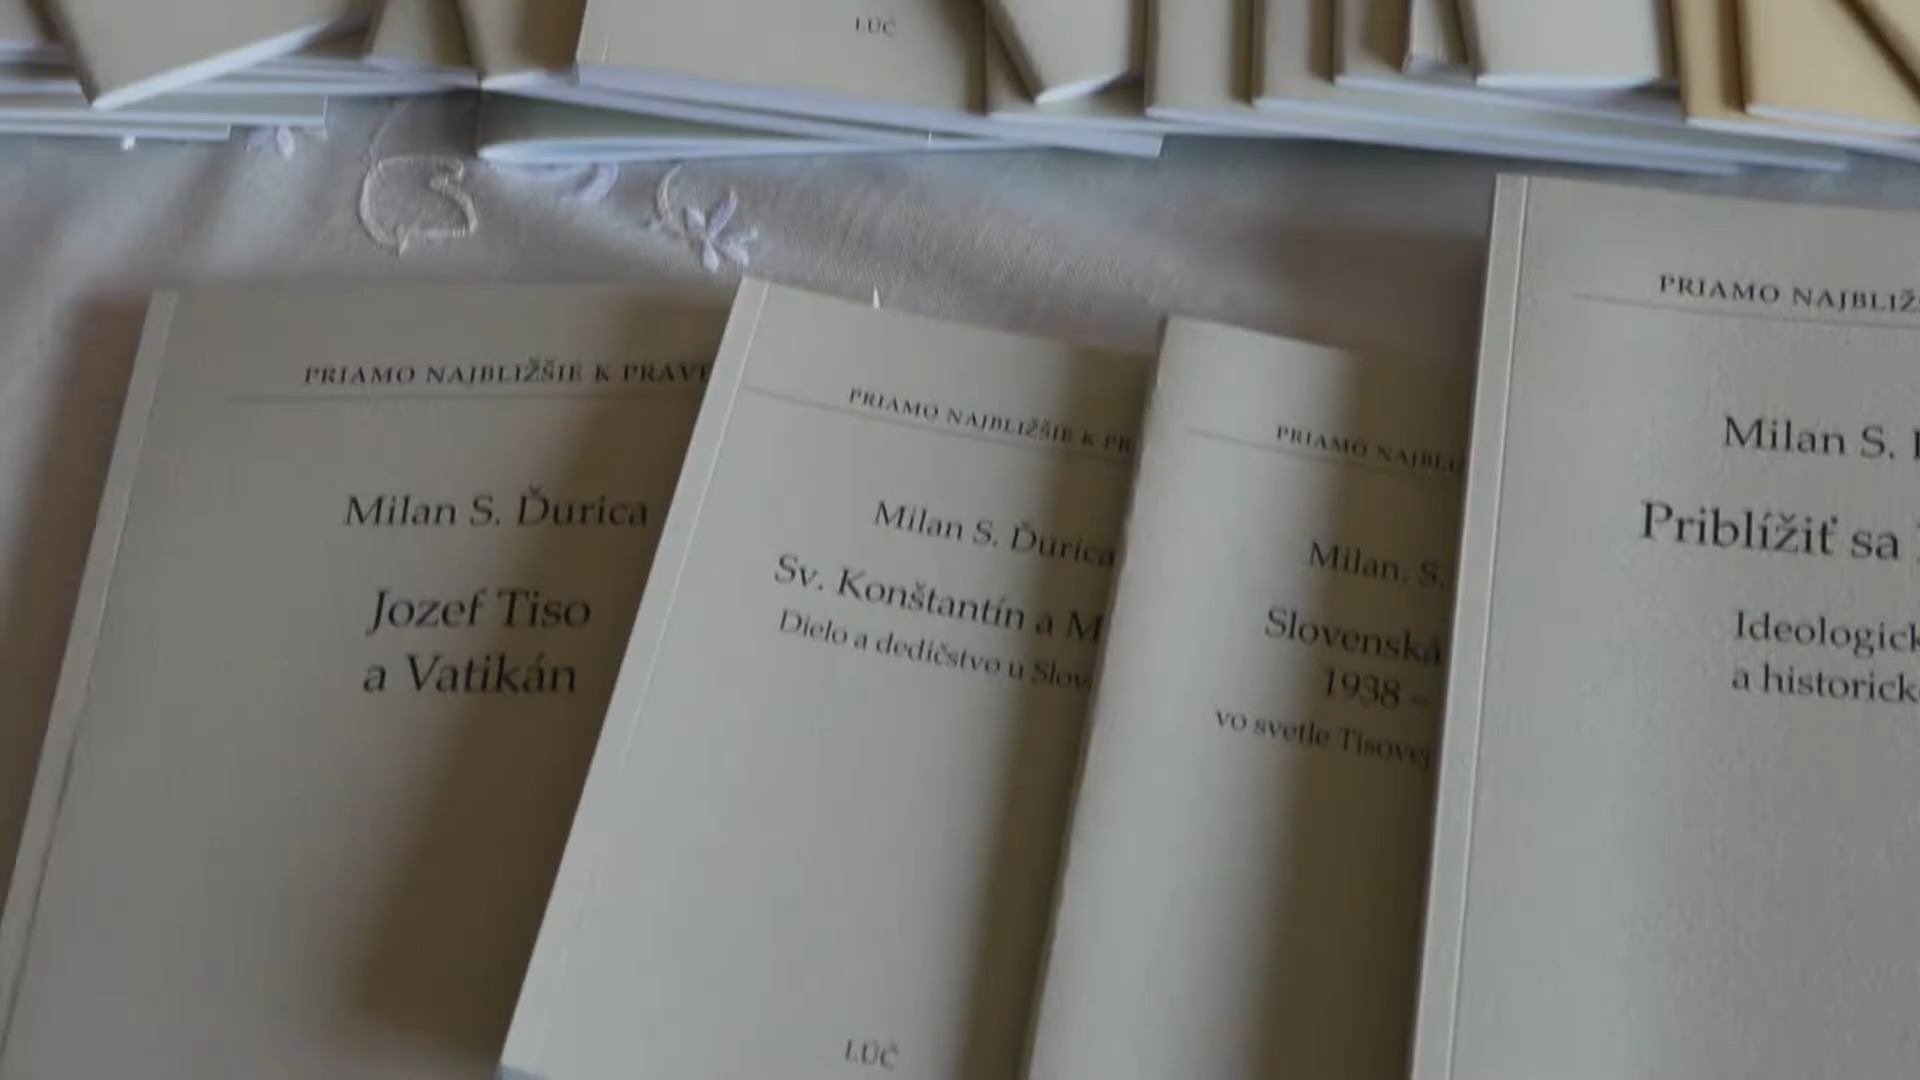 LÚČ
PRIAMO NAJBLIŽŠIE K PRAV
Milan S. Ďurica
Jozef Tiso
a Vatikán
PRIAMO NAJBLIŽŠIE K PR
Milan S. Ďurica
Sv. Konštantín a M
Dielo a dedičstvo u Slov
LÚČ
PRIAMO NAJBLI
Milan. S.
Slovenská
1938 –
vo svetle Tisovej
PRIAMO NAJBLIŽ
Milan S.
Priblížiť sa
Ideologick
a historick